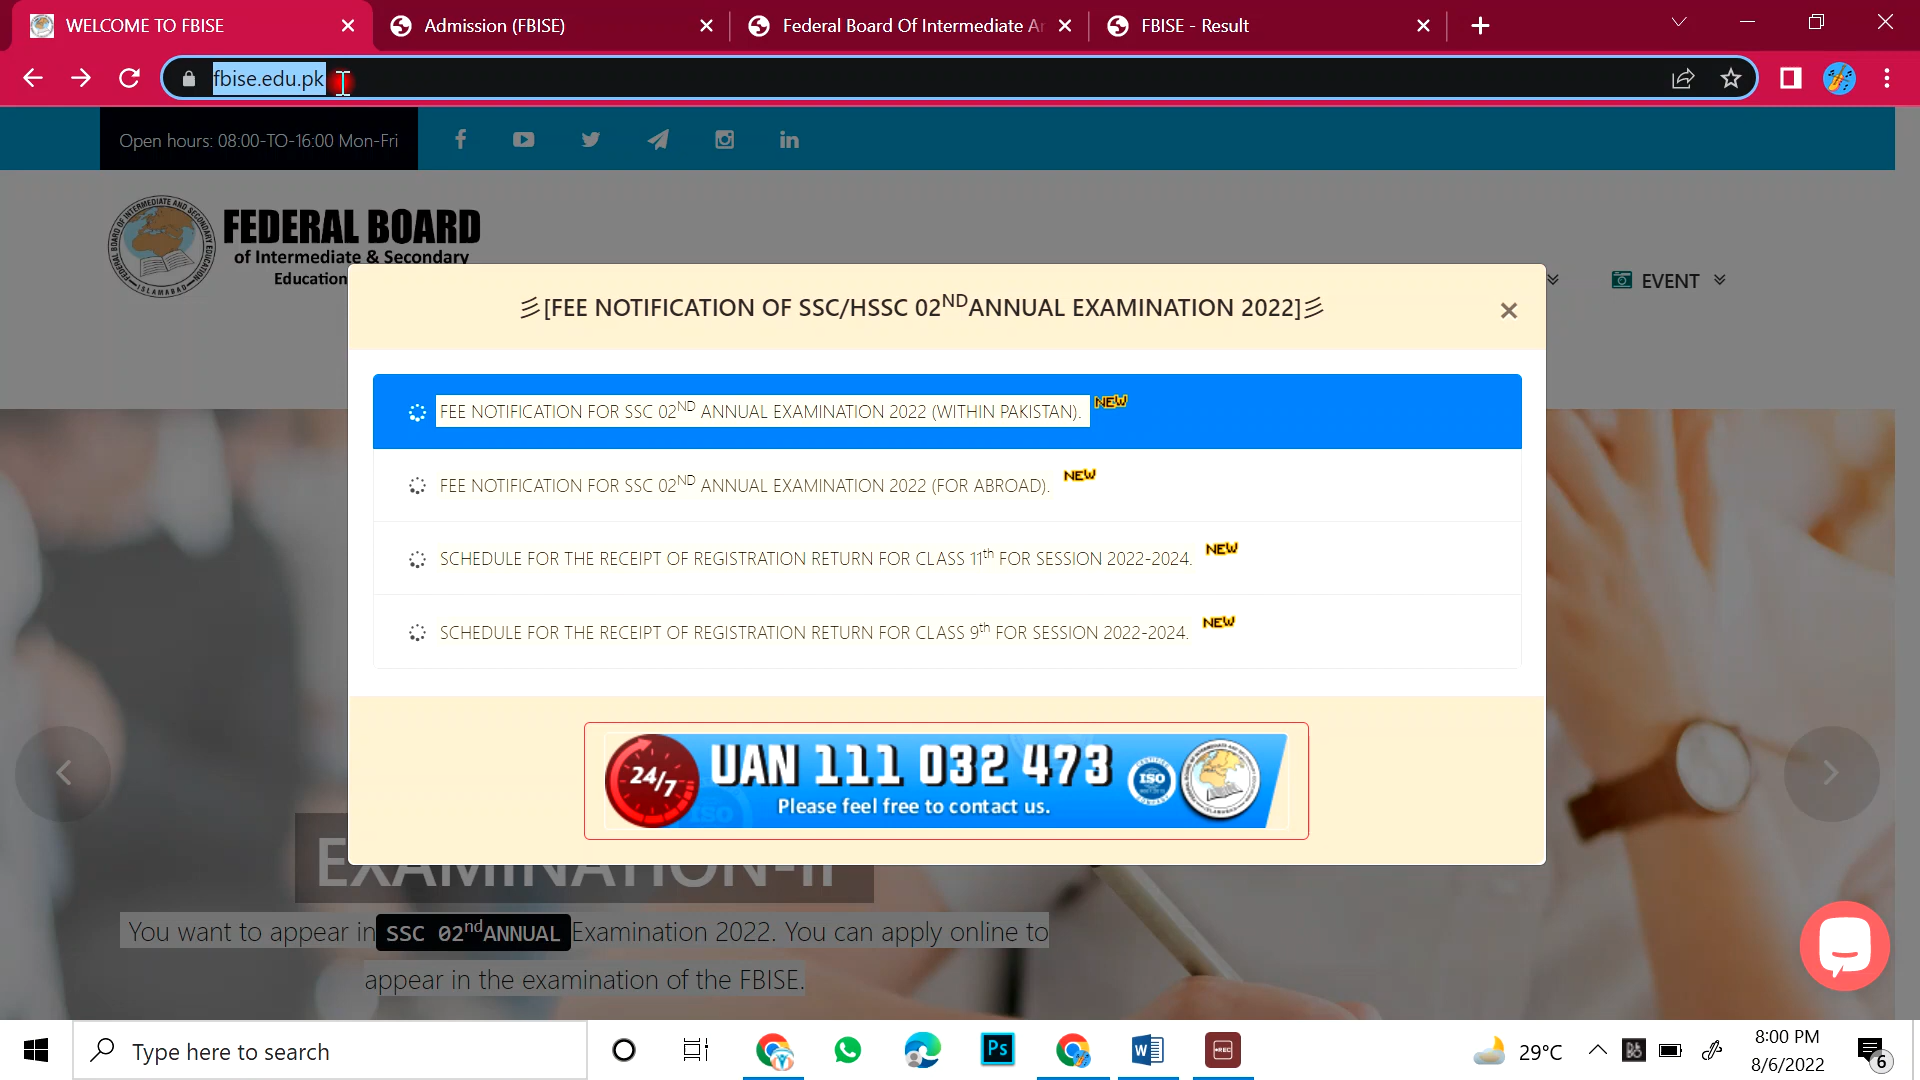 WELCOME TO FBISE
Admission (FBISE)
Federal Board Of Intermediate Ar
FBISE - Result
fbise.edu.pk
Open hours: 08:00-TO-16:00 Mon-Fri
FEDERAL BOARD
of Intermediate & Secondary
Education
EVENT
彡[FEE NOTIFICATION OF SSC/HSSC 02ND ANNUAL EXAMINATION 2022]彡
FEE NOTIFICATION FOR SSC 02ND ANNUAL EXAMINATION 2022 (WITHIN PAKISTAN). NEW
FEE NOTIFICATION FOR SSC 02ND ANNUAL EXAMINATION 2022 (FOR ABROAD). NEW
SCHEDULE FOR THE RECEIPT OF REGISTRATION RETURN FOR CLASS 11th FOR SESSION 2022-2024. NEW
SCHEDULE FOR THE RECEIPT OF REGISTRATION RETURN FOR CLASS 9th FOR SESSION 2022-2024. NEW
24/7
UAN 111 032 473
Please feel free to contact us.
ISO
EXAMINATION-II
You want to appear in SSC 02nd ANNUAL Examination 2022. You can apply online to
appear in the examination of the FBISE.
Type here to search
Ps
W
REC
29°C
8:00 PM
8/6/2022
6